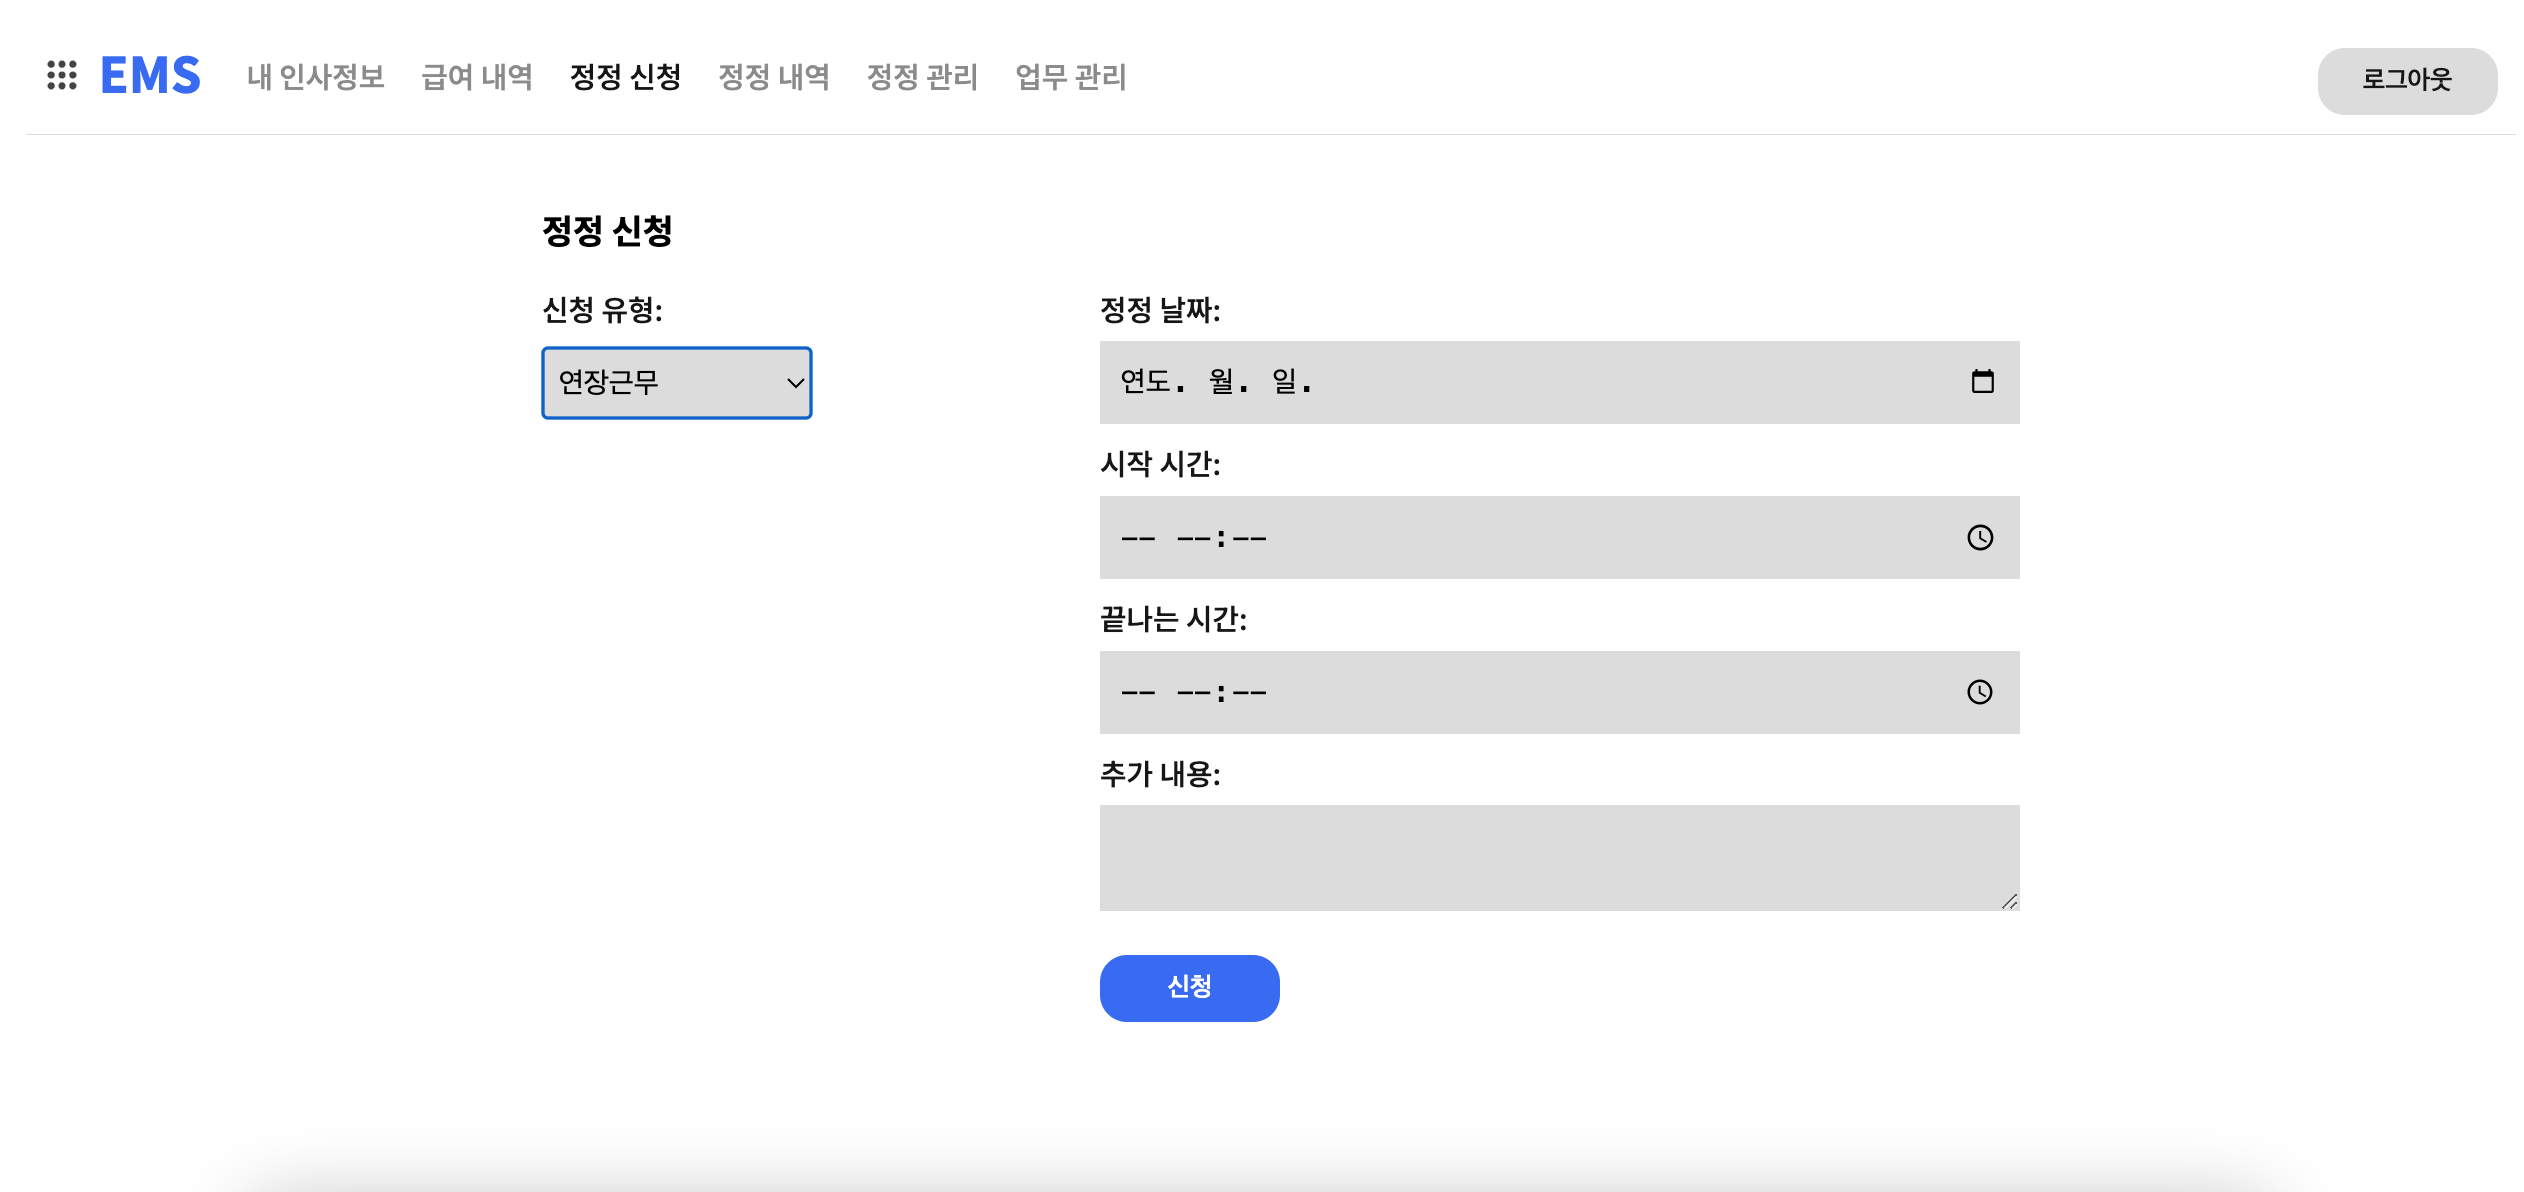 EMS 내 인사정보 급여 내역 정정 신청 정정 내역 정정 관리 업무 관리 로그아웃
정정 신청
신청 유형:
연장근무
정정 날짜:
연도. 월. 일.
시작 시간:
-- --:--
끝나는 시간:
-- --:--
추가 내용:
신청